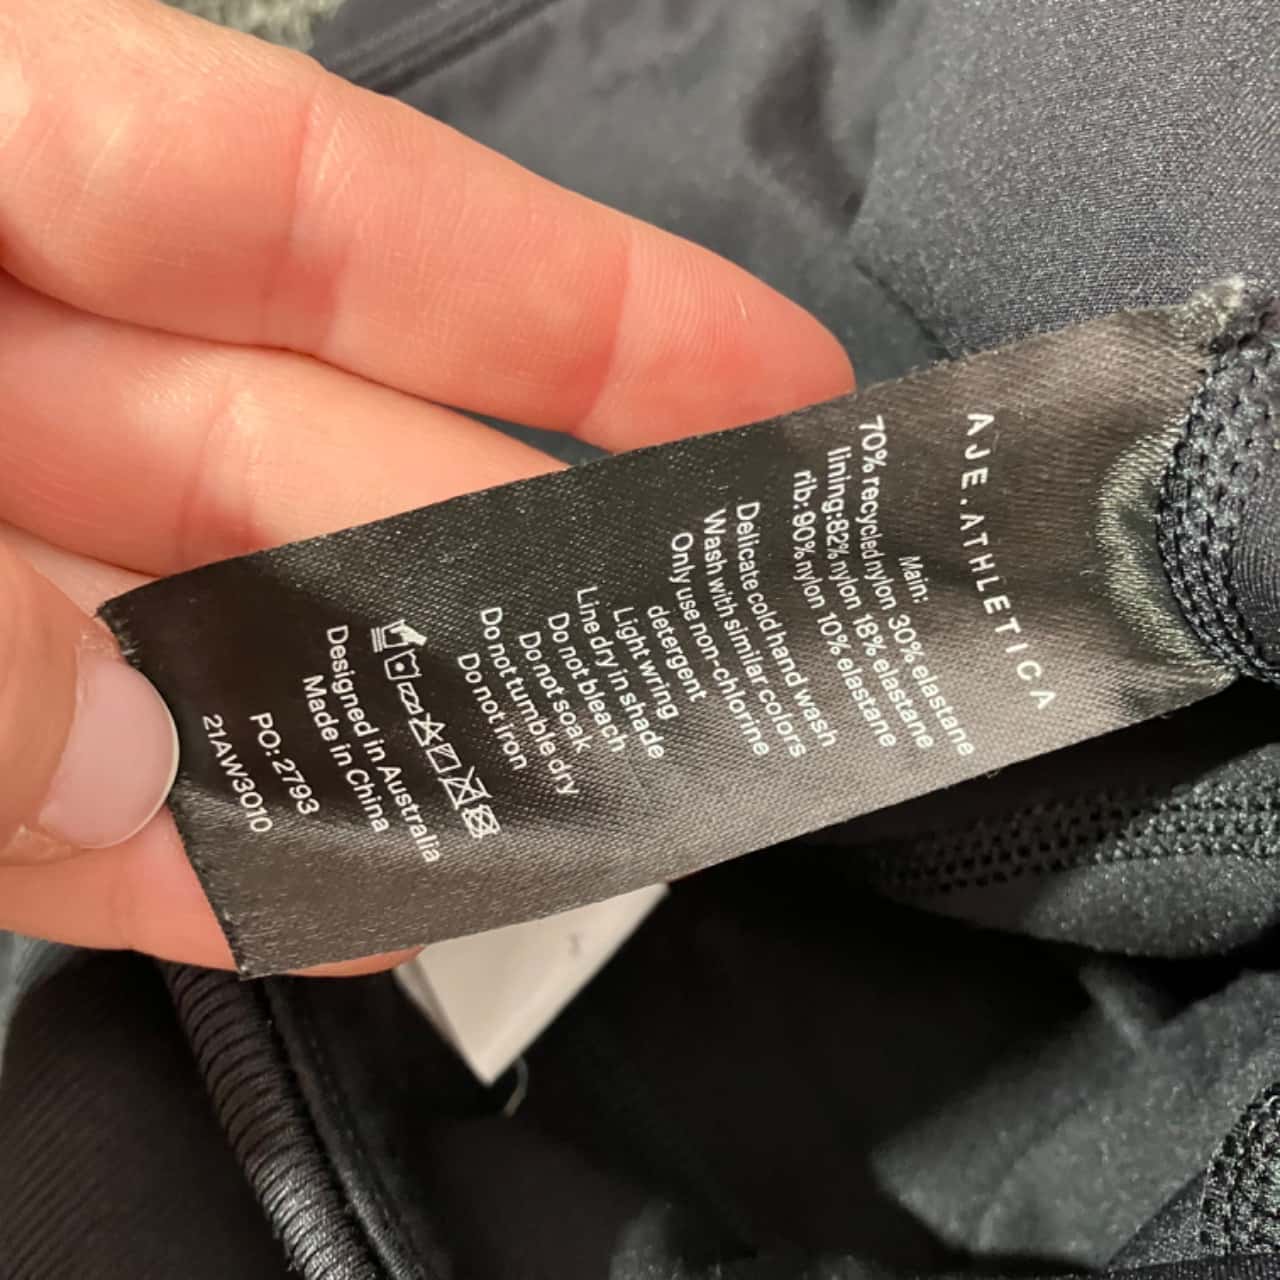 AJE.ATHLETICA
Main:
70% recycled nylon 30% elastane
lining:82% nylon 18% elastane
rib:90% nylon 10% elastane
Delicate cold hand wash
Wash with similar colors
Only use non-chlorine
detergent
Light wring
Line dry in shade
Do not bleach
Do not soak
Do not tumble dry
Do not iron
Designed in Australia
Made in China
PO:2793
21AW3010